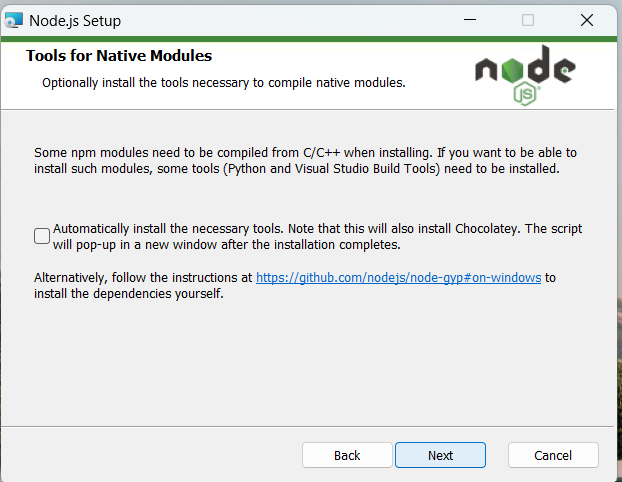 Node.js Setup
Tools for Native Modules
Optionally install the tools necessary to compile native modules.
node
JS
Some npm modules need to be compiled from C/C++ when installing. If you want to be able to
install such modules, some tools (Python and Visual Studio Build Tools) need to be installed.
Automatically install the necessary tools. Note that this will also install Chocolatey. The script
will pop-up in a new window after the installation completes.
Alternatively, follow the instructions at https://github.com/nodejs/node-gyp#on-windows to
install the dependencies yourself.
Back Next Cancel